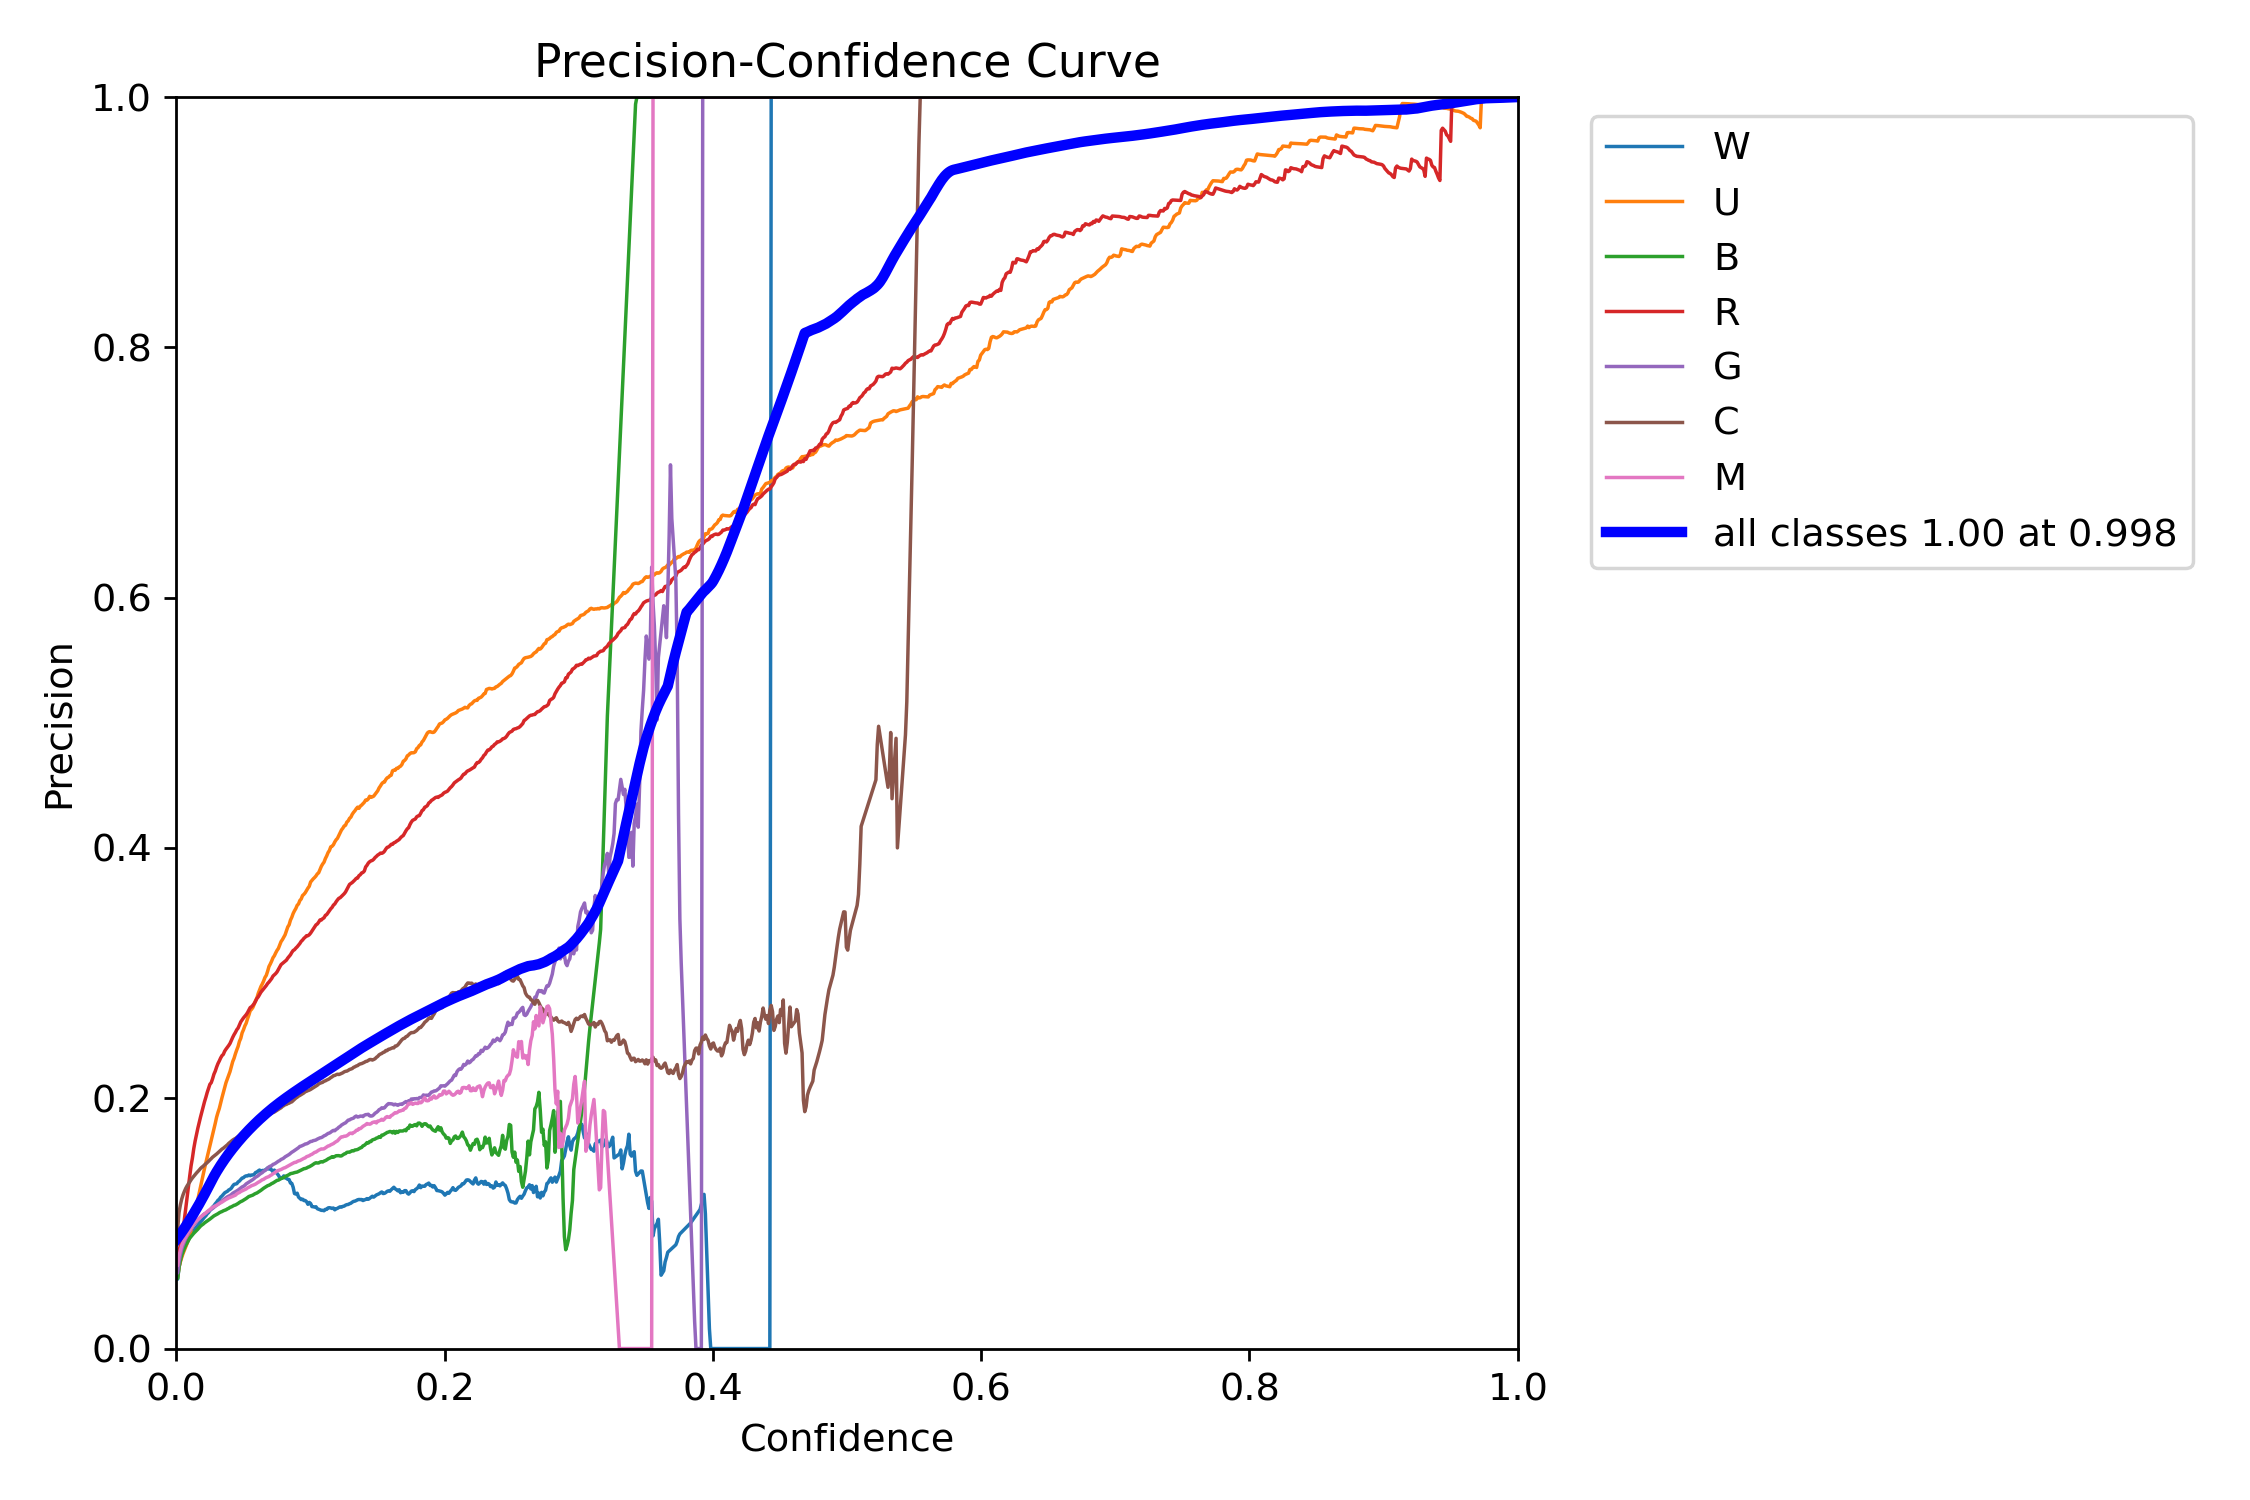 Precision-Confidence Curve
1.0
0.8
0.6
0.4
0.2
0.0
Precision
0.0 0.2 0.4 0.6 0.8 1.0
Confidence
W
U
B
R
G
C
M
all classes 1.00 at 0.998